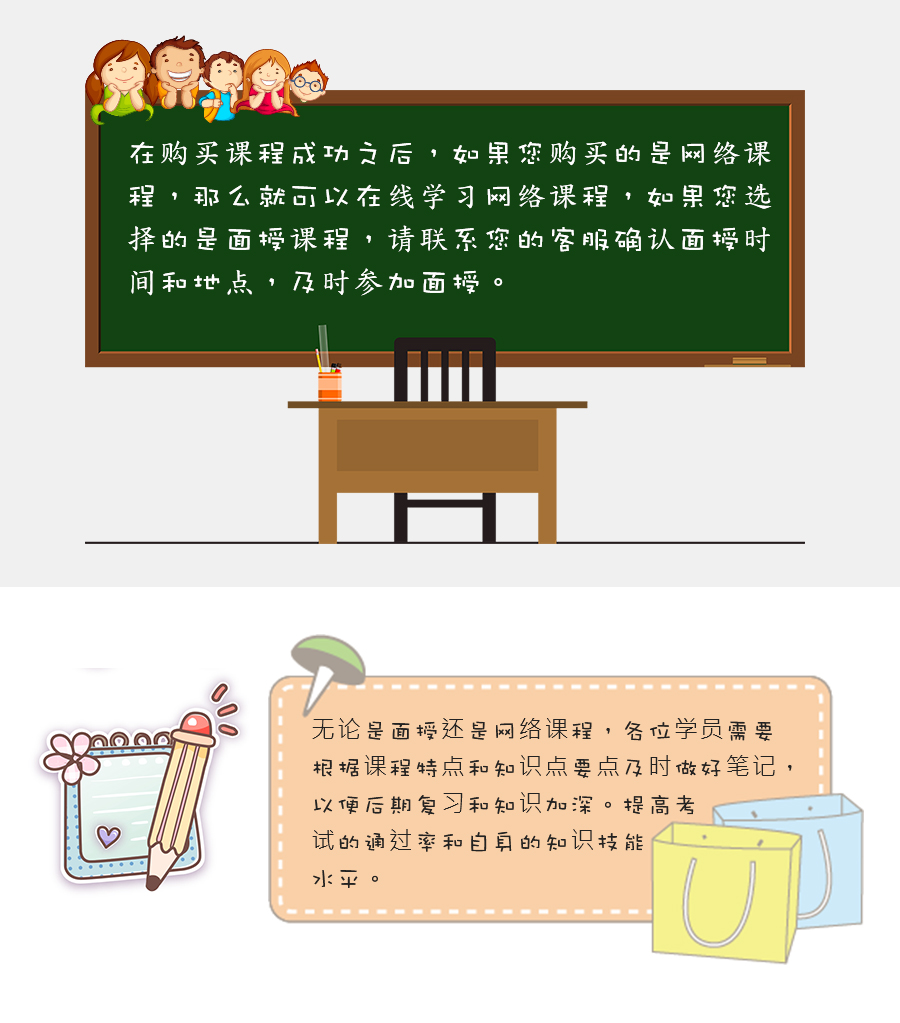 在购买课程成功之后，如果您购买的是网络课
程，那么就可以在线学习网络课程，如果您选
择的是面授课程，请联系您的客服确认面授时
间和地点，及时参加面授。
无论是面授还是网络课程，各位学员需要
根据课程特点和知识点要点及时做好笔记，
以便后期复习和知识加深。提高考
试的通过率和自身的知识技能
水平。